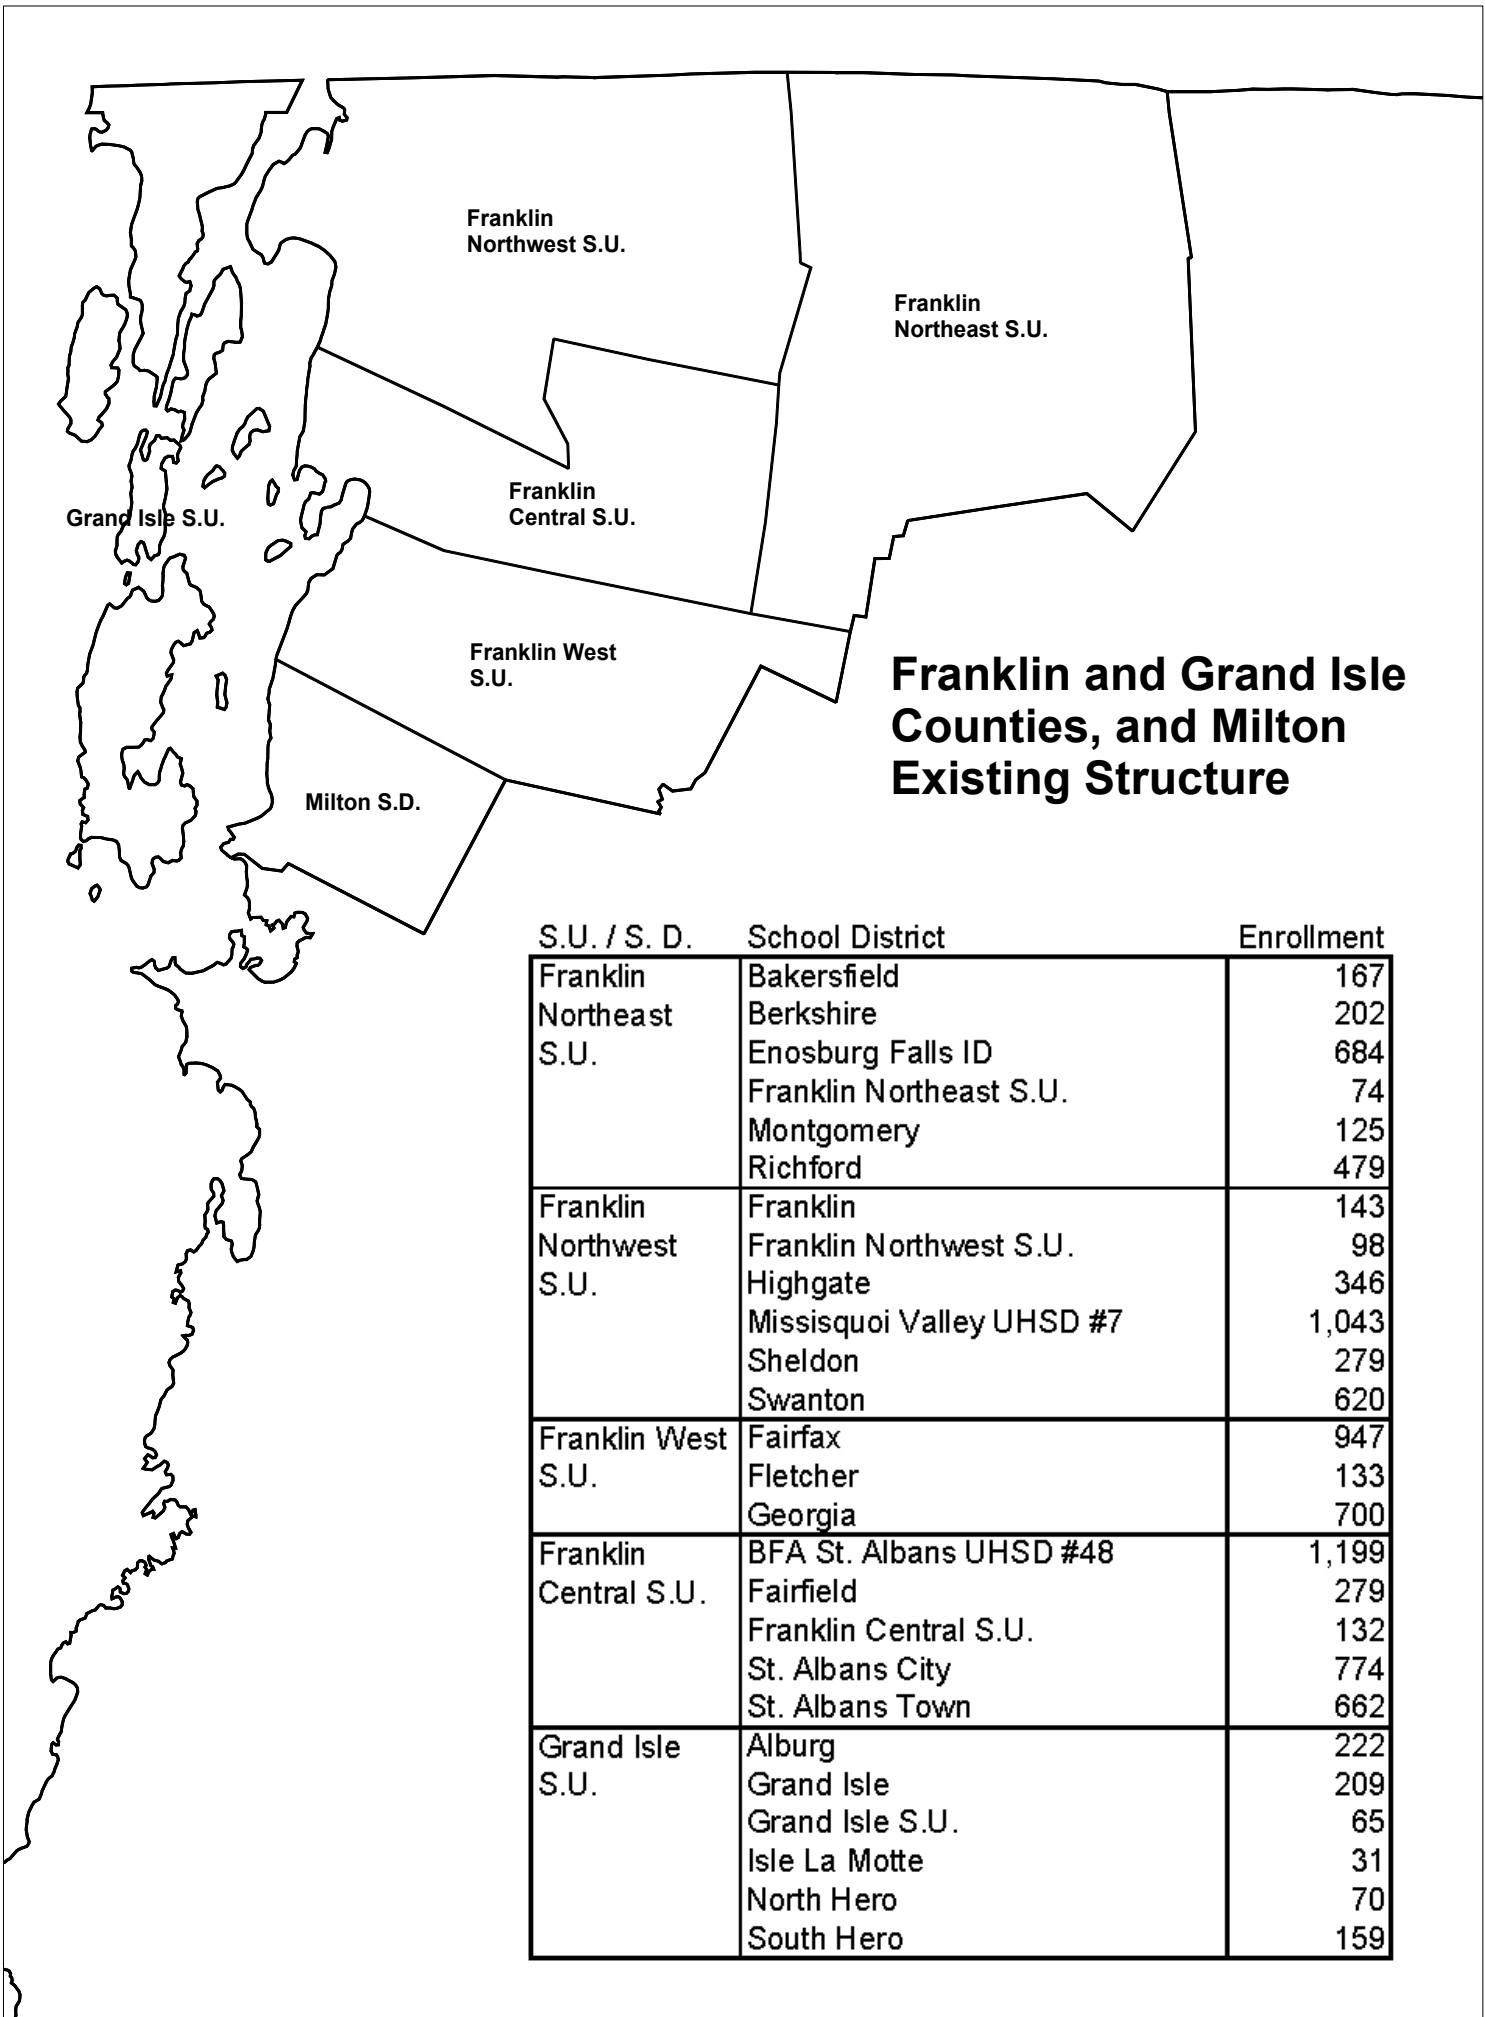 Franklin
Northwest S.U.
Franklin
Northeast S.U.
Franklin
Central S.U.
Grand Isle S.U.
Franklin West
S.U.
Milton S.D.
Franklin and Grand Isle
Counties, and Milton
Existing Structure
S.U. / S. D. School District Enrollment
Franklin Bakersfield 167
Northeast Berkshire 202
S.U. Enosburg Falls ID 684
Franklin Northeast S.U. 74
Montgomery 125
Richford 479
Franklin Franklin 143
Northwest Franklin Northwest S.U. 98
S.U. Highgate 346
Missisquoi Valley UHSD #7 1,043
Sheldon 279
Swanton 620
Franklin West Fairfax 947
S.U. Fletcher 133
Georgia 700
Franklin BFA St. Albans UHSD #48 1,199
Central S.U. Fairfield 279
Franklin Central S.U. 132
St. Albans City 774
St. Albans Town 662
Grand Isle Alburg 222
S.U. Grand Isle 209
Grand Isle S.U. 65
Isle La Motte 31
North Hero 70
South Hero 159